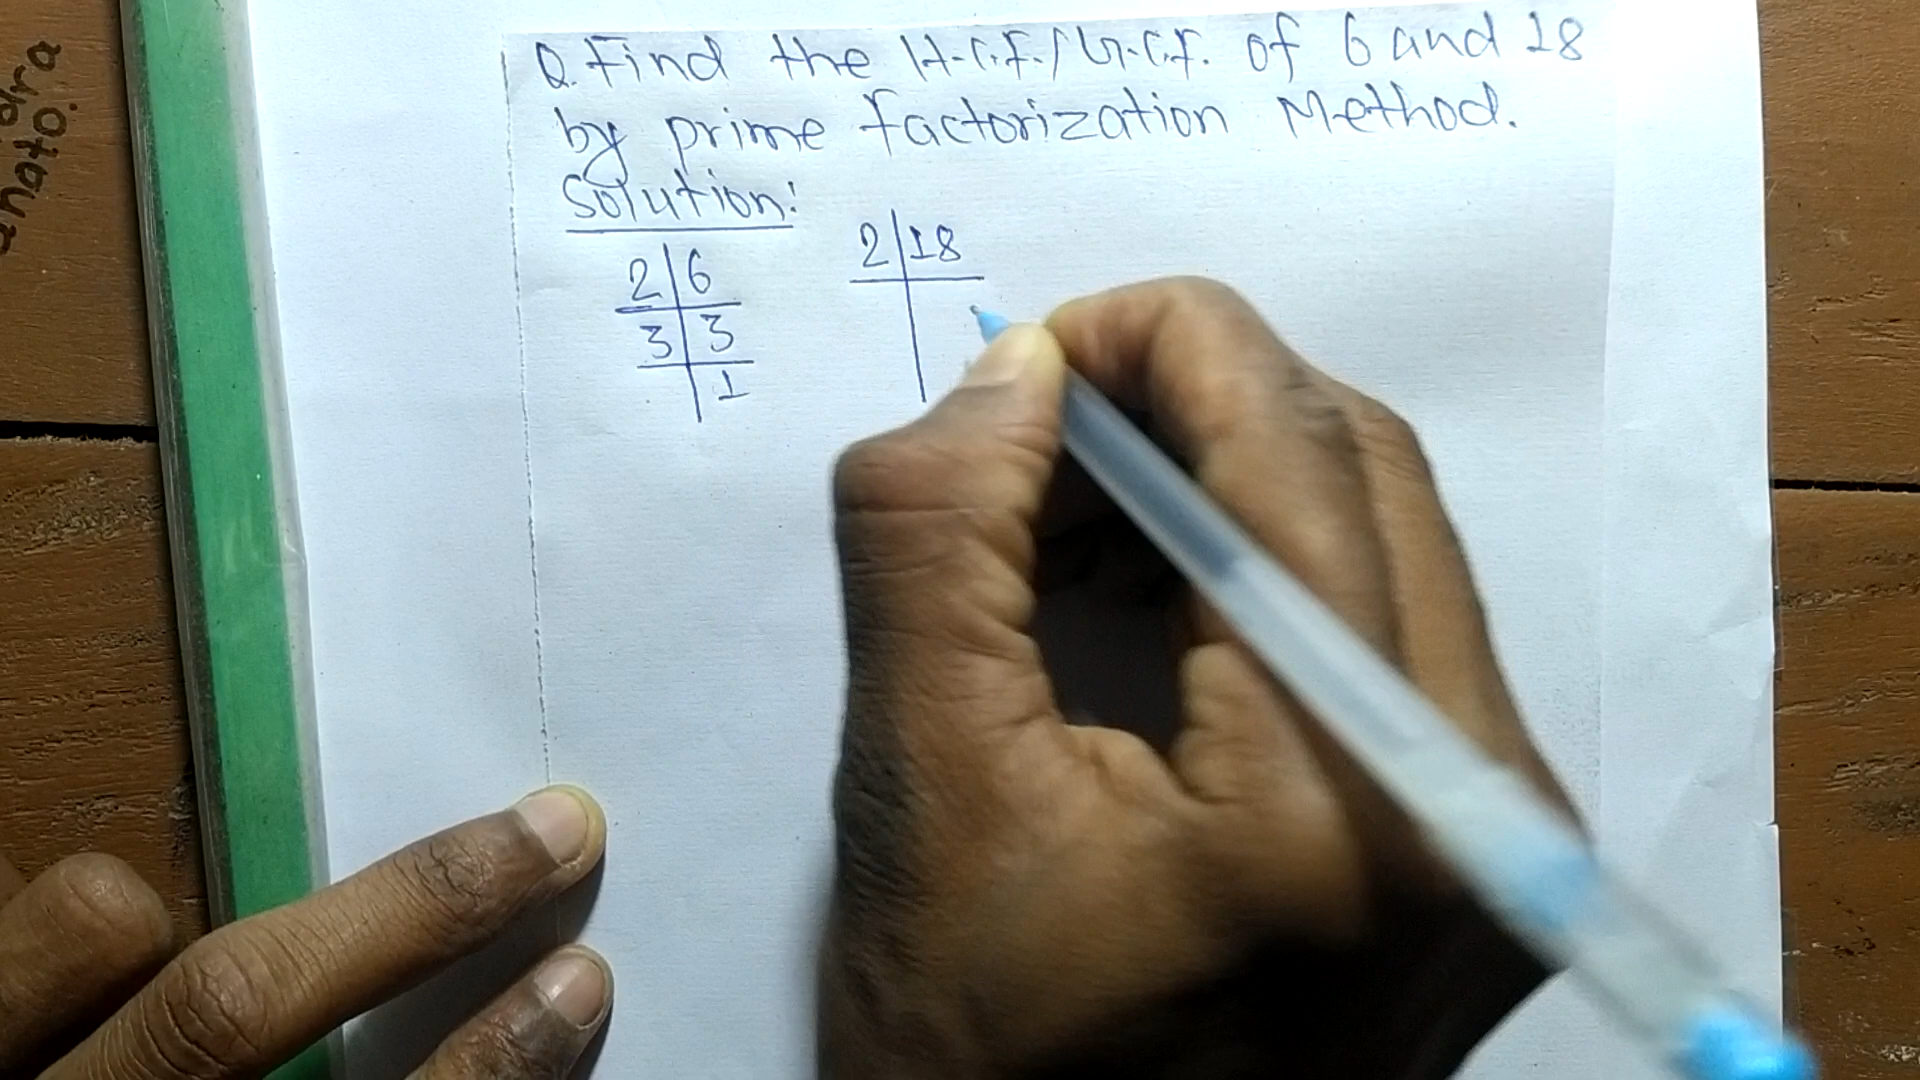 Q. Find the H.C.F./G.C.F. of 6 and 18
by prime factorization Method.
Solution:
2|6
3|3
|1
2|18